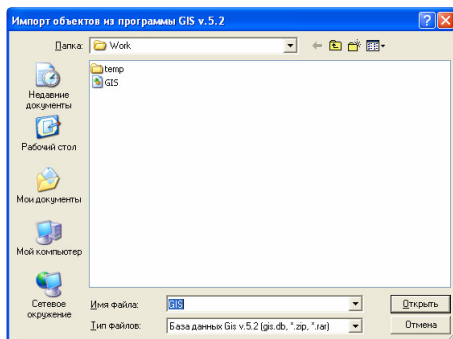 Импорт объектов из программы GIS v.5.2
Папка:
Work
temp
GIS
Недавние
документы
Рабочий стол
Мои документы
Мой компьютер
Сетевое
окружение
Имя файла:
GIS
Открыть
Тип файлов:
База данных Gis v.5.2 (gis.db, *.zip, *.rar)
Отмена